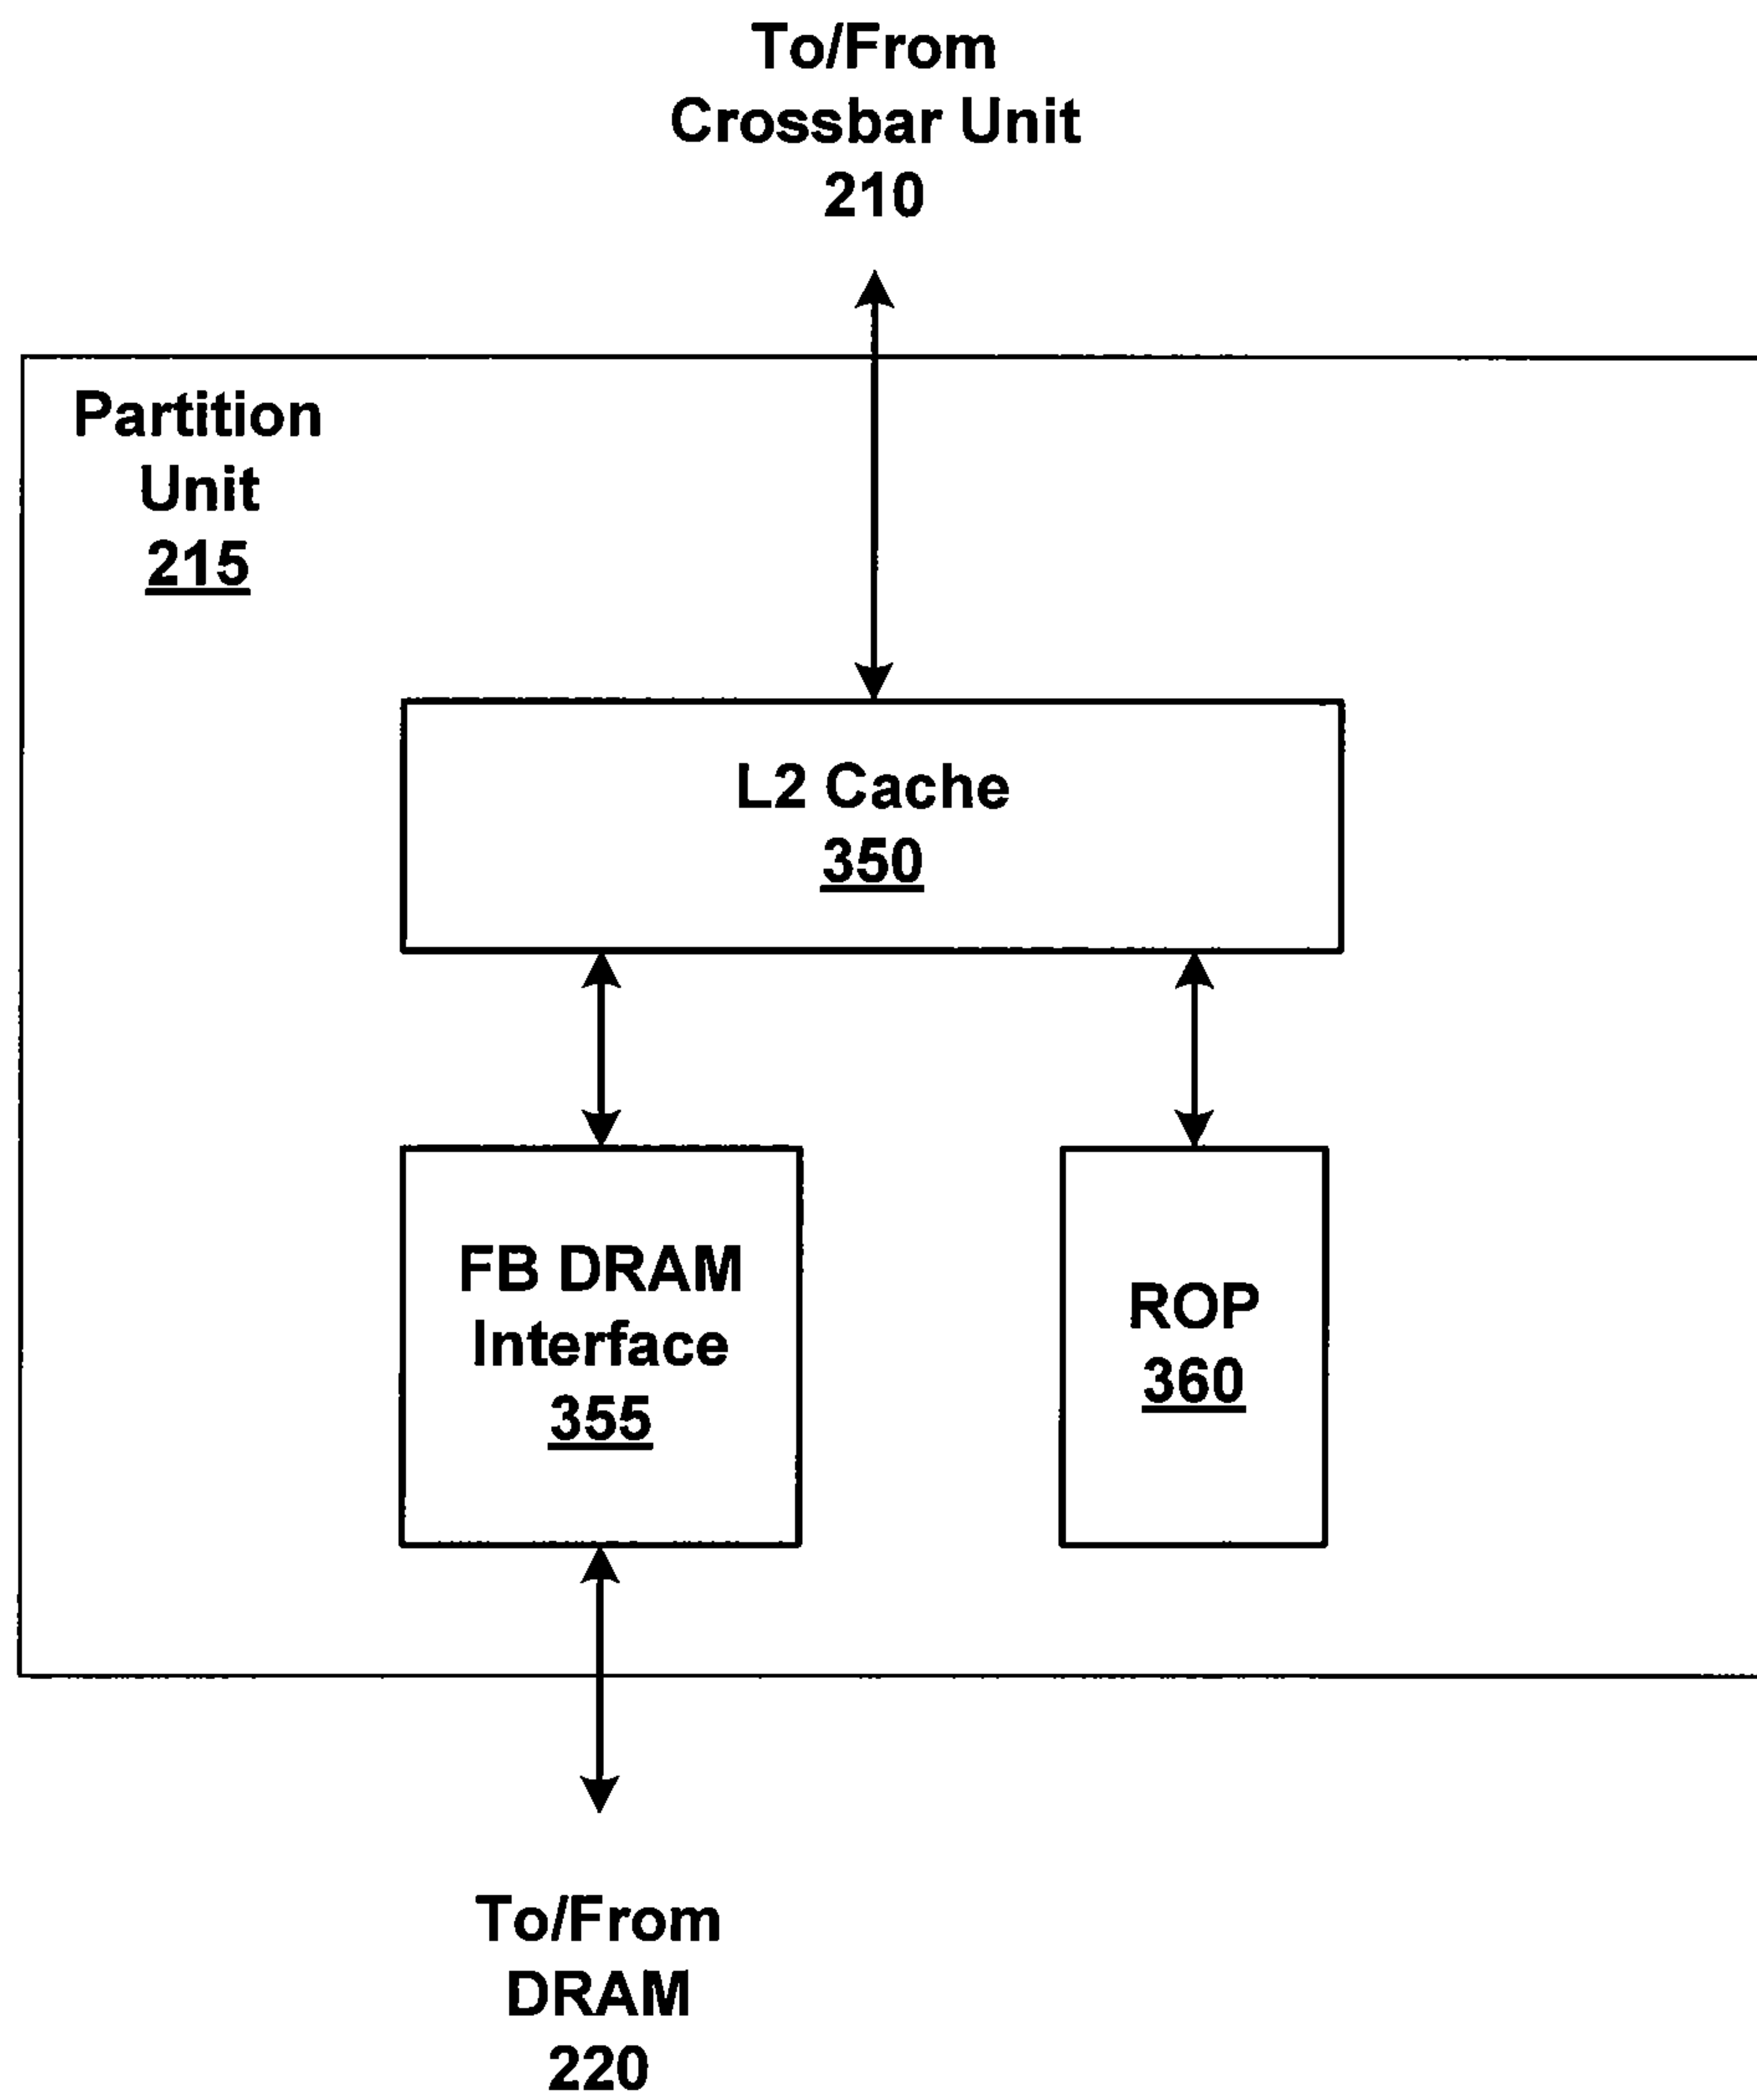 To/From
Crossbar Unit
210
Partition
Unit
215
L2 Cache
350
FB DRAM
Interface
355
ROP
360
To/From
DRAM
220